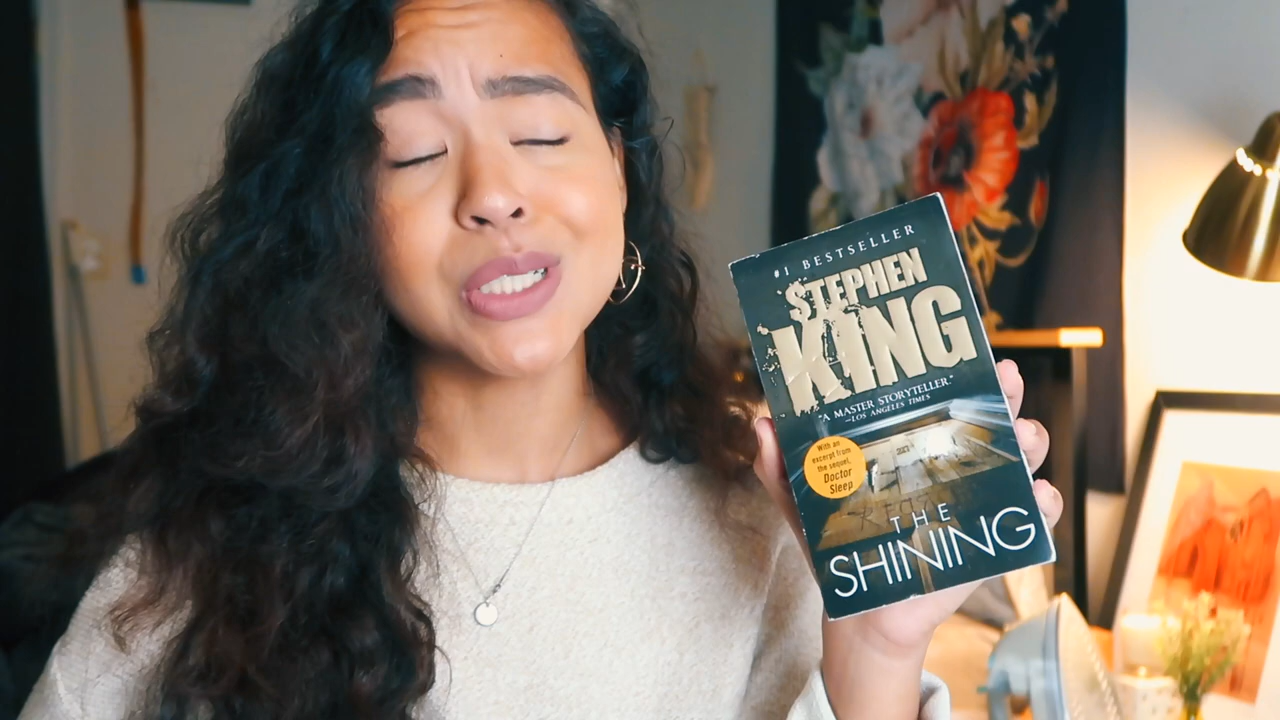 #1 BESTSELLER
STEPHEN
KING
"A MASTER STORYTELLER."
—LOS ANGELES TIMES
With an
excerpt from
the sequel,
Doctor
Sleep
THE
SHINING